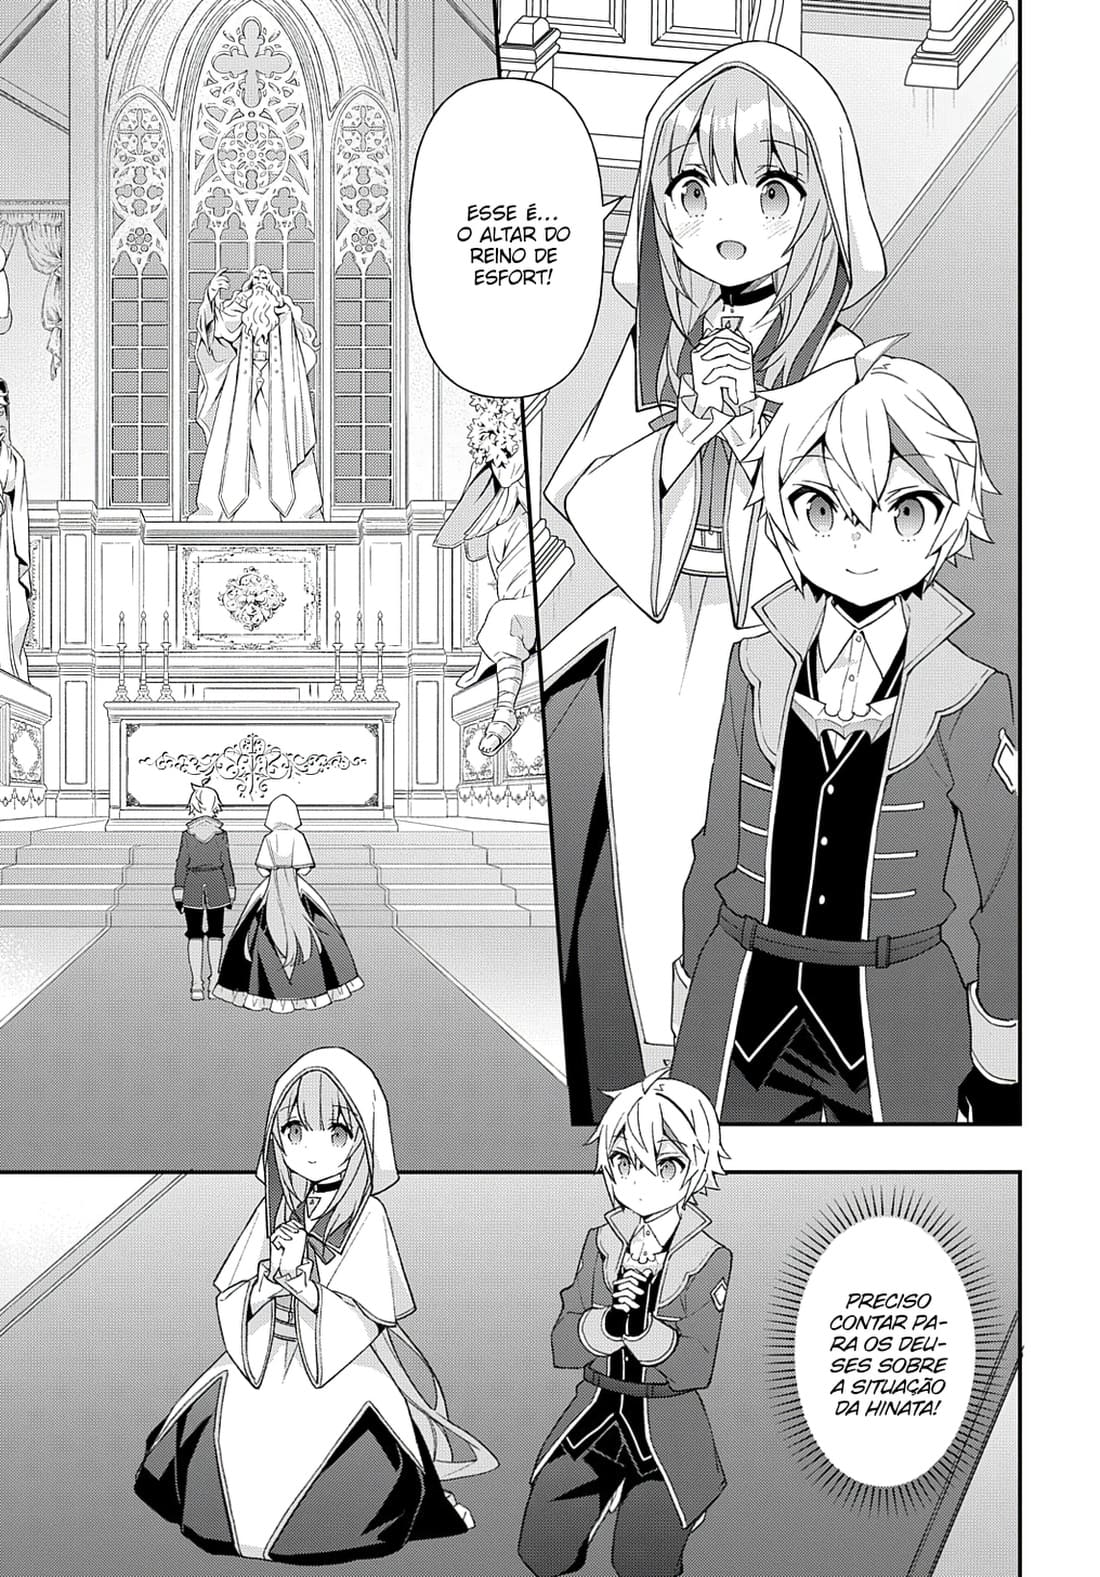 ESSE É...
O ALTAR DO
REINO DE
ESFORT!
PRECISO
CONTAR PA-
RA OS DEU-
SES SOBRE
A SITUAÇÃO
DA HINATA!